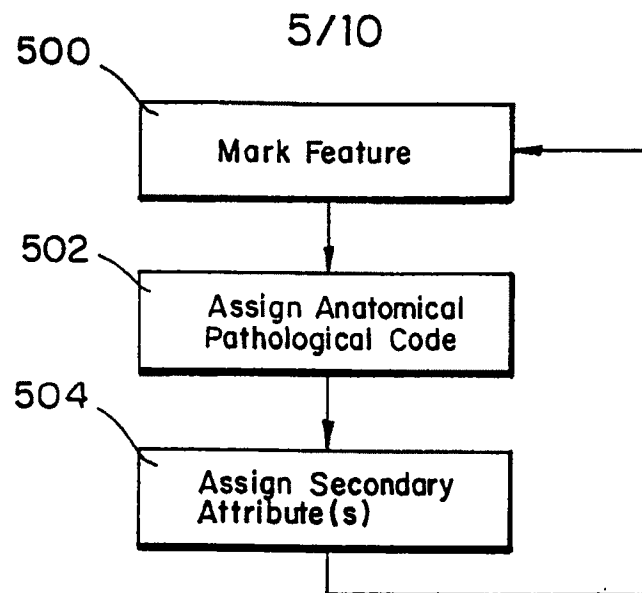 5/10
500
Mark Feature
502
Assign Anatomical
Pathological Code
504
Assign Secondary
Attribute(s)